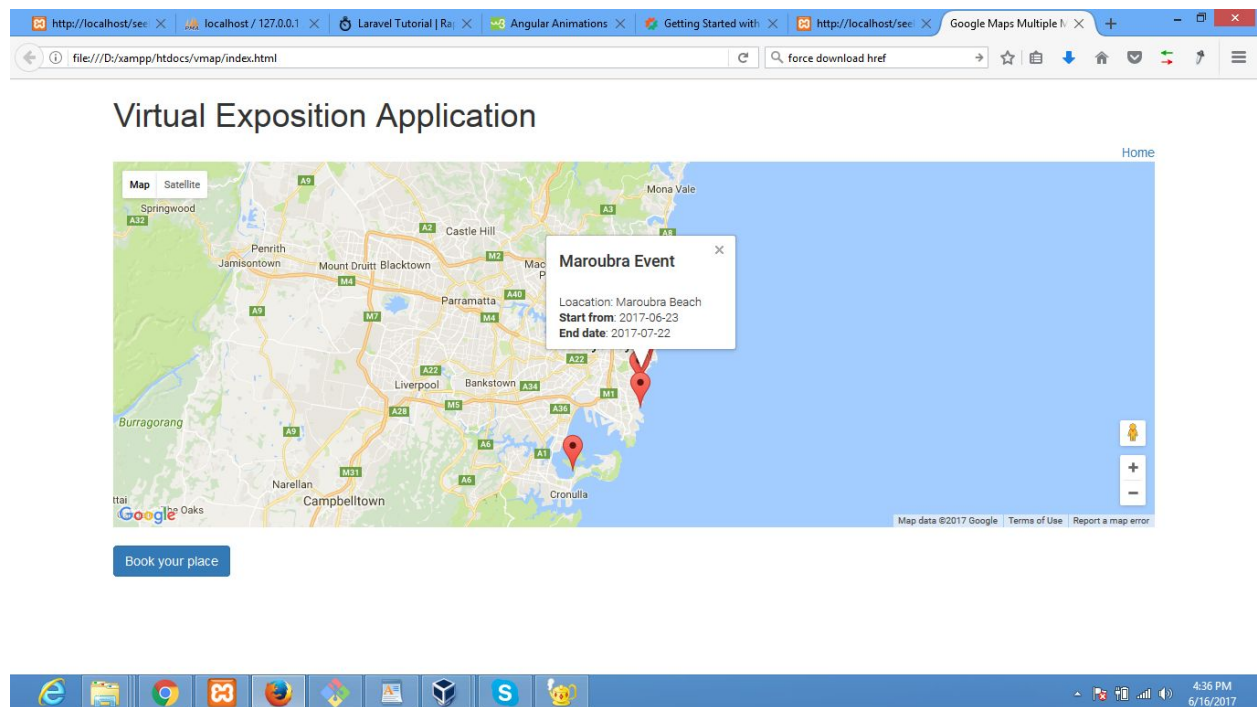 http://localhost/see
localhost / 127.0.0.1
Laravel Tutorial | Ra
Angular Animations
Getting Started with
http://localhost/see
Google Maps Multiple M
file:///D:/xampp/htdocs/vmap/index.html
force download href
Virtual Exposition Application
Home
Map Satellite
Mona Vale
Springwood
A9
A32
A3
A2 Castle Hill
A8
Penrith
Jamisontown
Mount Druitt Blacktown
M2
Mac
P
M4
Parramatta
A40
A9
M7
M4
Maroubra Event
Loacation: Maroubra Beach
Start from: 2017-06-23
End date: 2017-07-22
A22
A22
Liverpool
Bankstown
A34
M1
A28
M5
A36
Burragorang
A9
A6
A1
M31
Narellan
A6
Campbelltown
Cronulla
ttai
Oaks
Google
Map data ©2017 Google Terms of Use Report a map error
Book your place
4:36 PM
6/16/2017